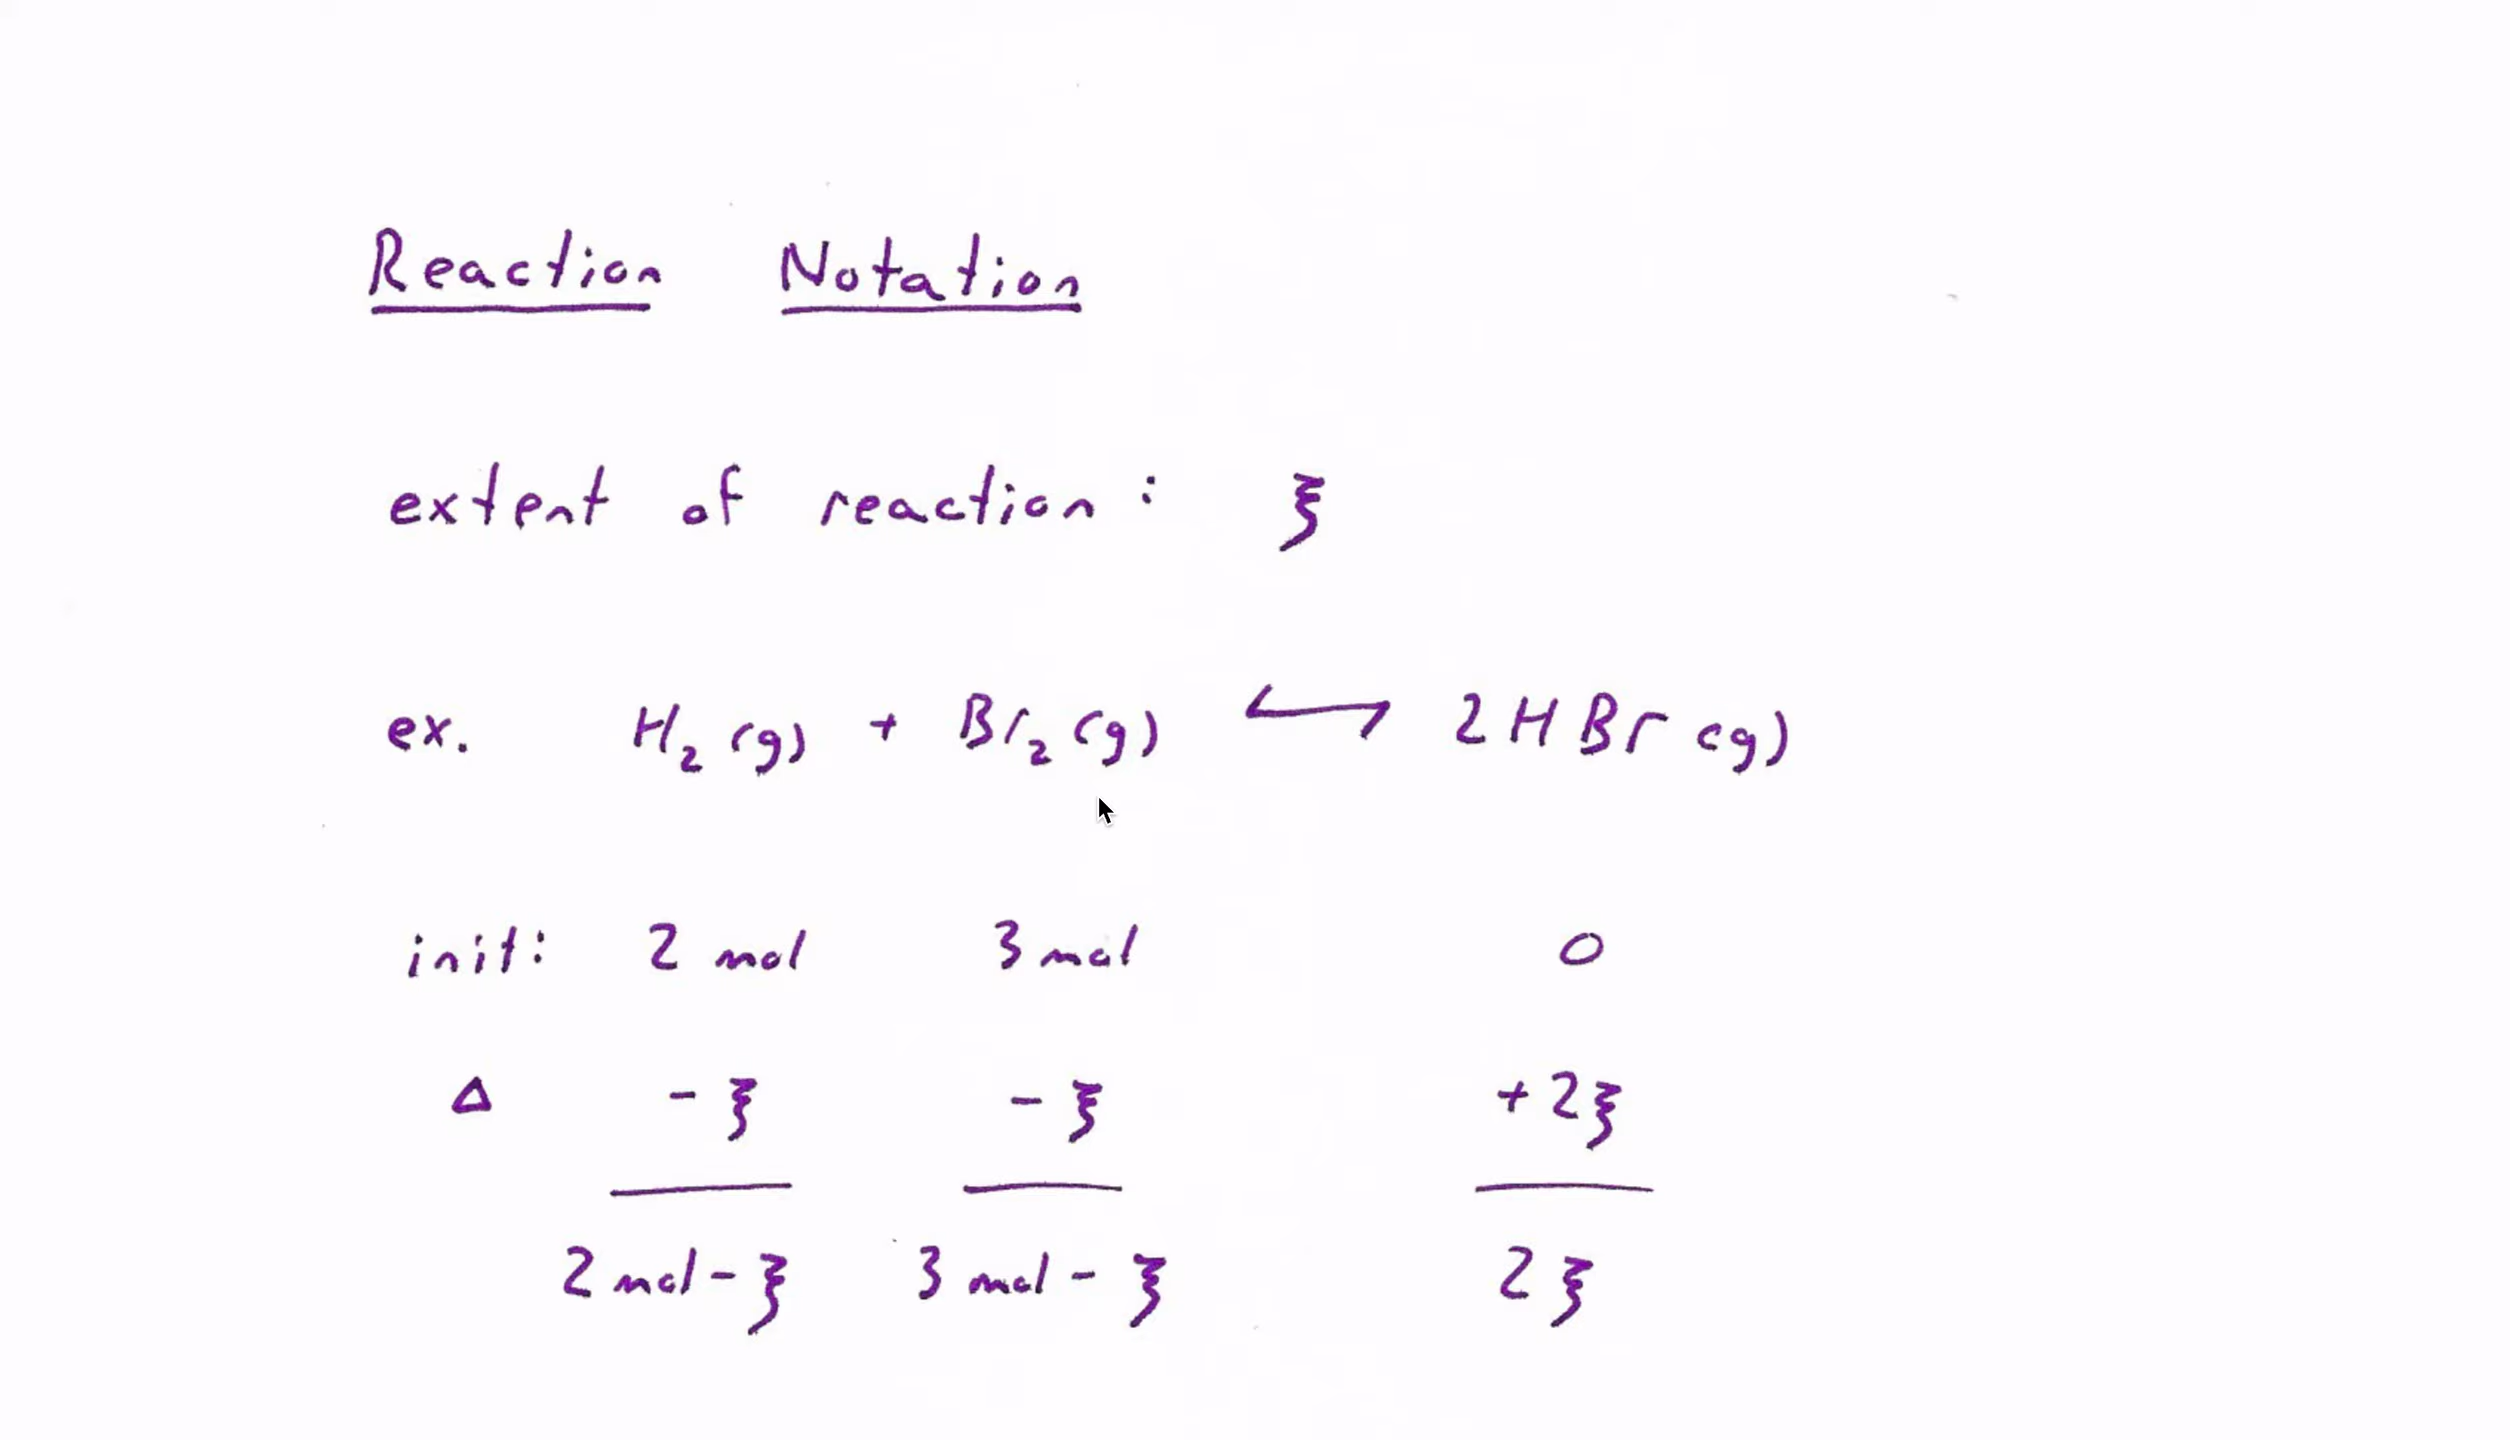 Reaction Notation
extent of reaction: ξ
ex. H₂(g) + Br₂(g) ⇌ 2HBr(g)
init: 2 mol 3 mol 0
Δ -ξ -ξ +2ξ
2 mol - ξ 3 mol - ξ 2ξ